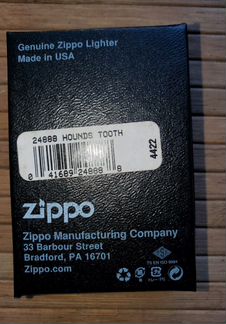 Genuine Zippo Lighter
Made in USA
24888 HOUNDS TOOTH
4422
0 41689 24888 8
zippo
Zippo Manufacturing Company
33 Barbour Street
Bradford, PA 16701
Zippo.com